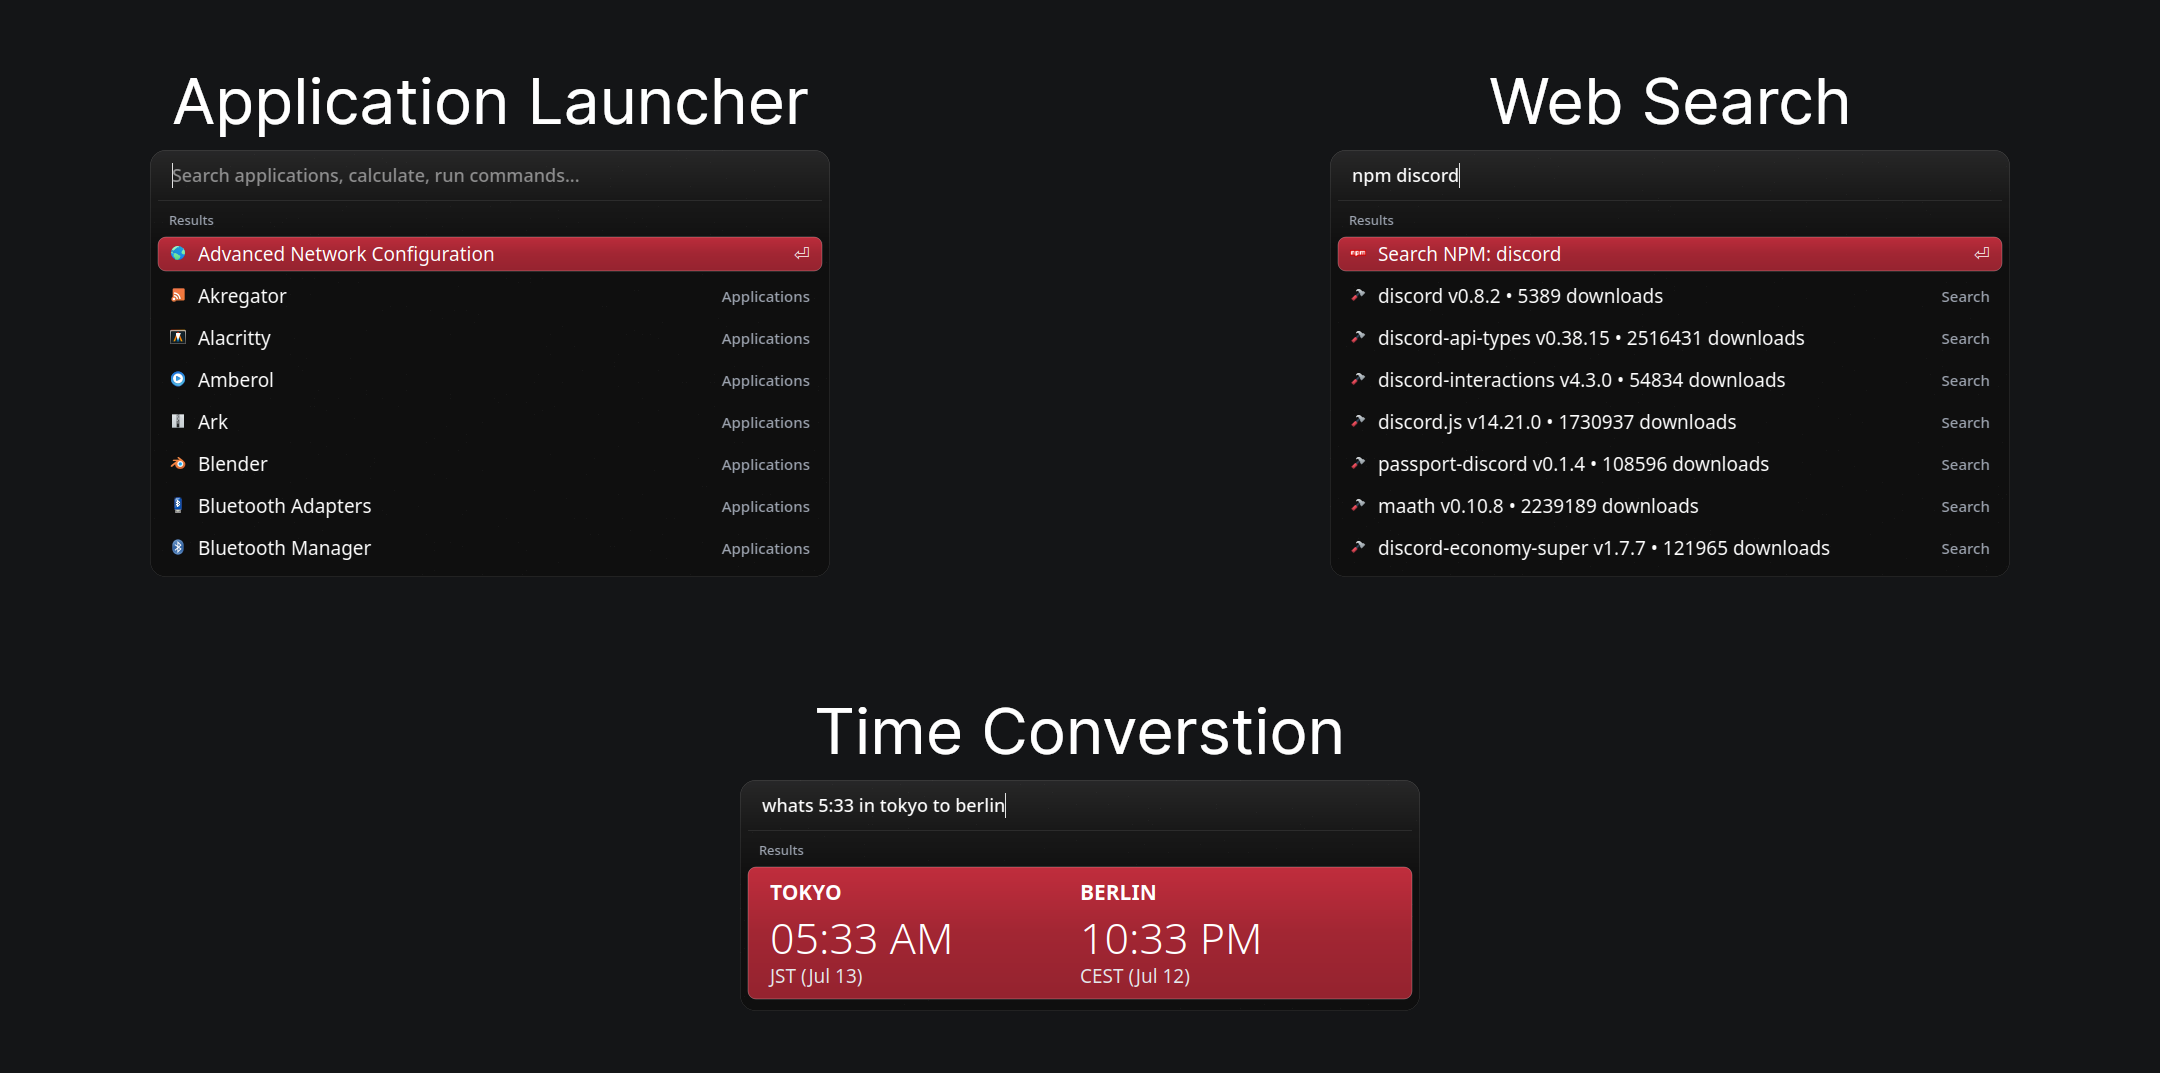 Application Launcher
Search applications, calculate, run commands...
Results
Advanced Network Configuration
Akregator Applications
Alacritty Applications
Amberol Applications
Ark Applications
Blender Applications
Bluetooth Adapters Applications
Bluetooth Manager Applications
Web Search
npm discord
Results
npm Search NPM: discord
discord v0.8.2 • 5389 downloads Search
discord-api-types v0.38.15 • 2516431 downloads Search
discord-interactions v4.3.0 • 54834 downloads Search
discord.js v14.21.0 • 1730937 downloads Search
passport-discord v0.1.4 • 108596 downloads Search
maath v0.10.8 • 2239189 downloads Search
discord-economy-super v1.7.7 • 121965 downloads Search
Time Converstion
whats 5:33 in tokyo to berlin
Results
TOKYO
05:33 AM
JST (Jul 13)
BERLIN
10:33 PM
CEST (Jul 12)